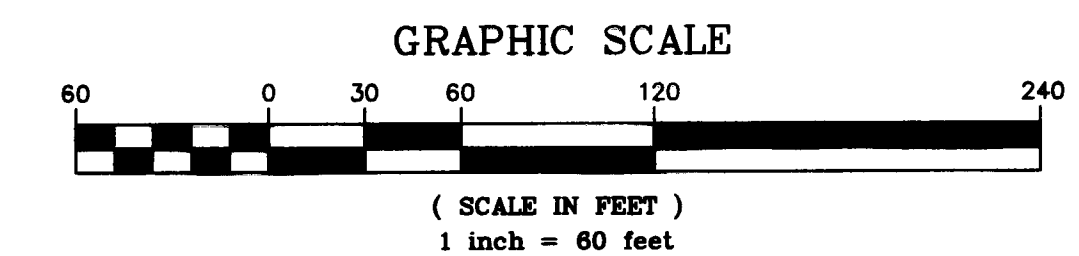 GRAPHIC SCALE
60 0 30 60 120 240
( SCALE IN FEET )
1 inch = 60 feet